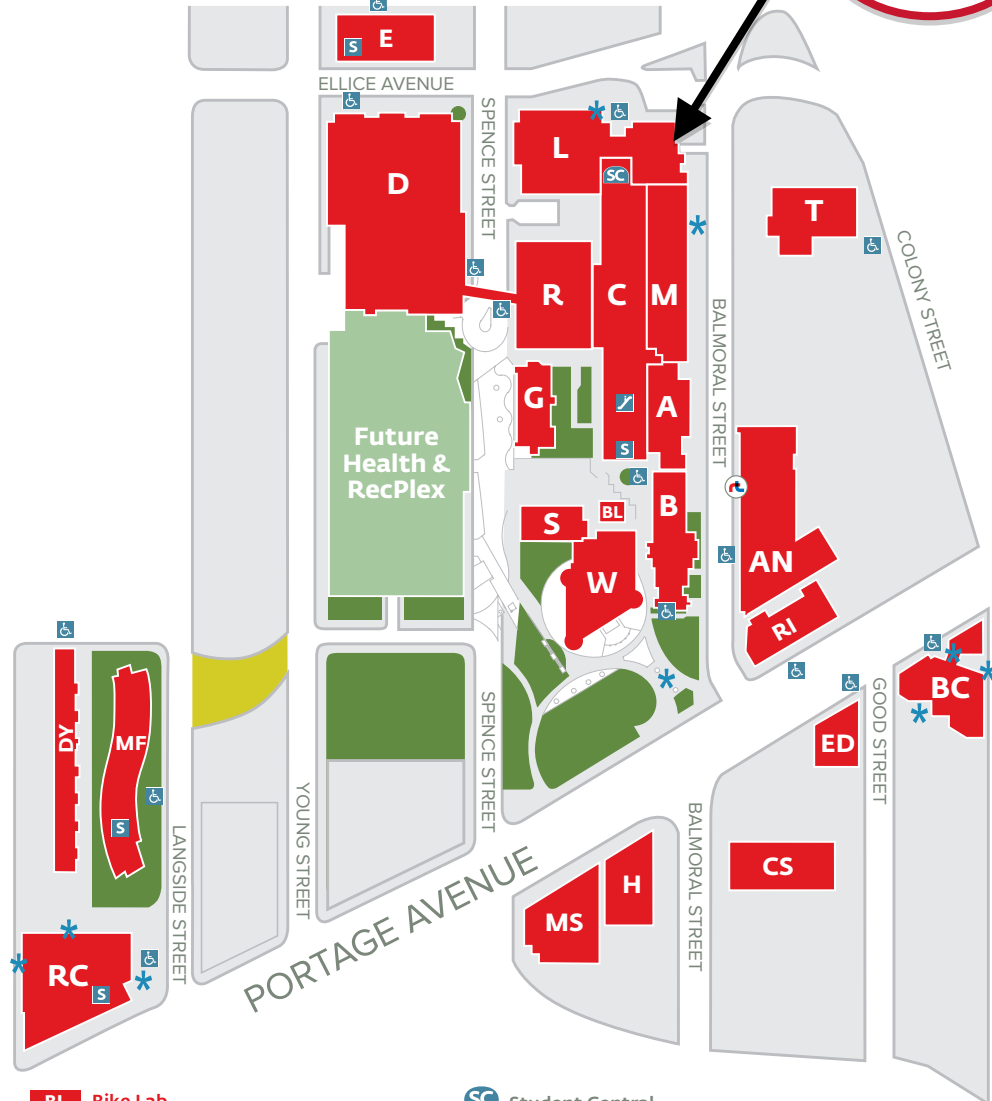 E
S
ELLICE AVENUE
SPENCE STREET
L
SC
D
T
COLONY STREET
R
C
M
BALMORAL STREET
G
A
Future
Health &
RecPlex
S
B
BL
S
W
AN
RI
DY
MF
S
BC
GOOD STREET
ED
SPENCE STREET
YOUNG STREET
LANGSIDE STREET
BALMORAL STREET
PORTAGE AVENUE
CS
H
MS
RC
S
BL Bike Lab
SC Student Central